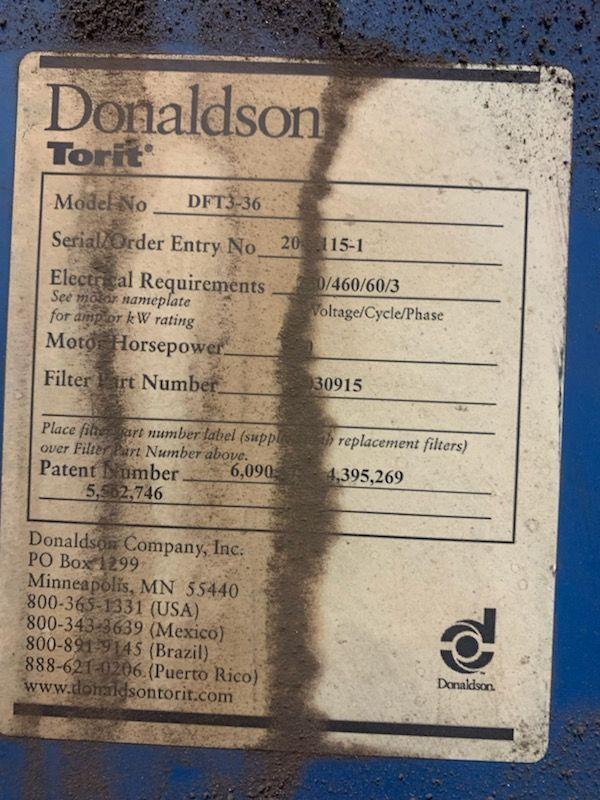 Donaldson
Torit®
Model No DFT3-36
Serial/Order Entry No 115-1
Electrical Requirements /460/60/3
See motor nameplate
for amp or kW rating
Voltage/Cycle/Phase
Motor Horsepower
Filter Part Number 30915
Place filter part number label (supplied with replacement filters)
over Filter Part Number above.
Patent Number 6,090, 4,395,269
5,562,746
Donaldson Company, Inc.
PO Box 1299
Minneapolis, MN 55440
800-365-1331 (USA)
800-343-3639 (Mexico)
800-891-9145 (Brazil)
888-621-0206 (Puerto Rico)
www.donaldsontorit.com
Donaldson.